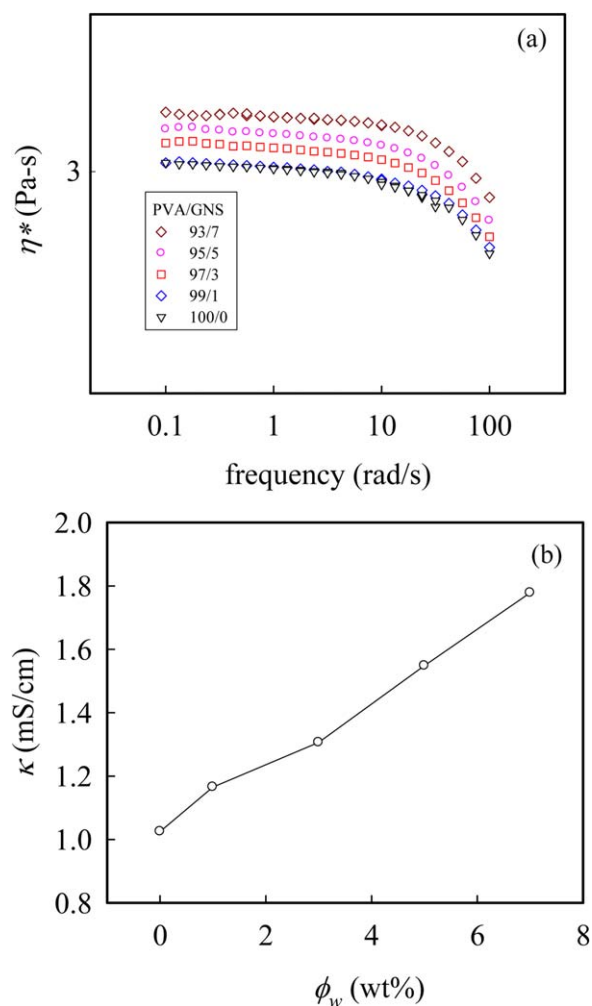 (a)
η* (Pa-s)
3
PVA/GNS
93/7
95/5
97/3
99/1
100/0
0.1 1 10 100
frequency (rad/s)
(b)
2.0
1.8
1.6
1.4
1.2
1.0
0.8
κ (mS/cm)
0 2 4 6 8
ϕw (wt%)